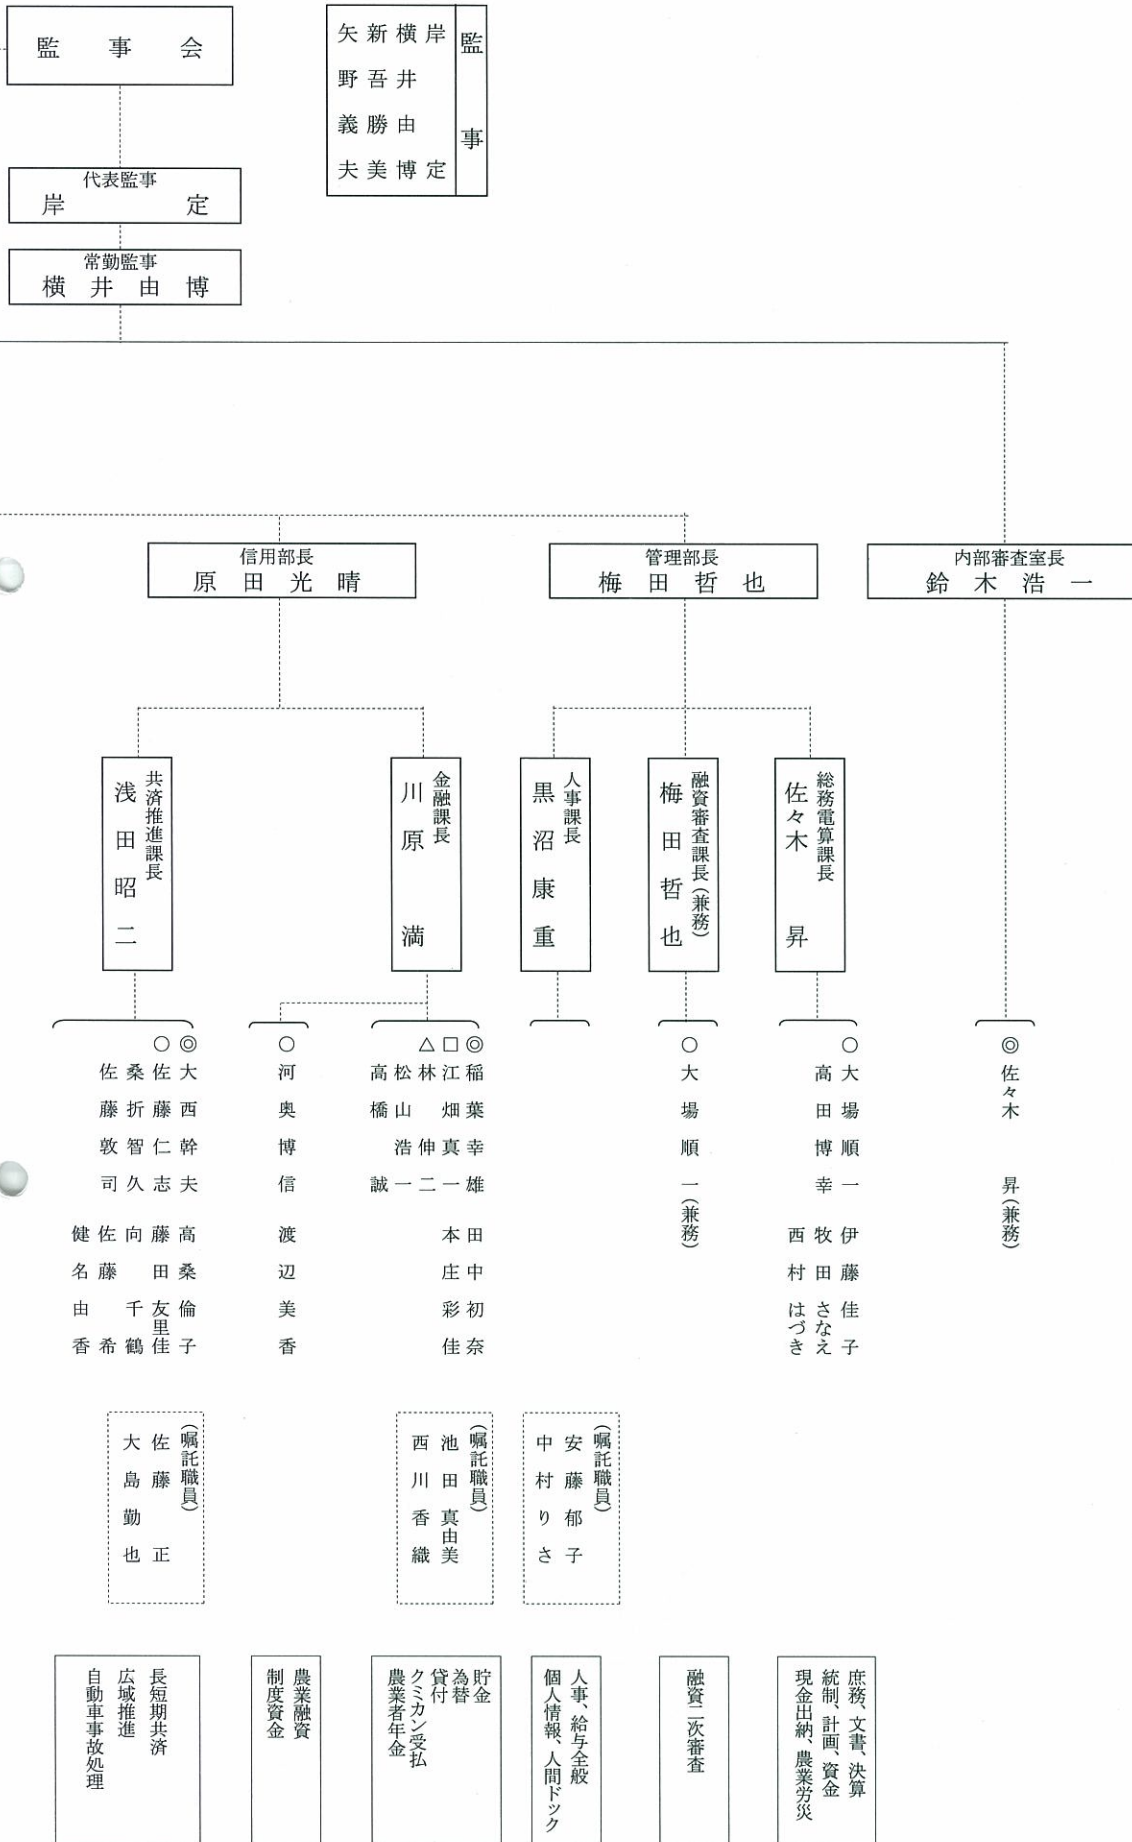 監事会
監事
岸定
横井由博
新吾勝美
矢野義夫
代表監事
岸定
常勤監事
横井由博
内部審査室長
鈴木浩一
管理部長
梅田哲也
信用部長
原田光晴
総務電算課長
佐々木昇
融資審査課長(兼務)
梅田哲也
人事課長
黒沼康重
金融課長
川原満
共済推進課長
浅田昭二
◎佐々木昇(兼務)
○大場順一 伊藤佳子
高田博幸 牧田さなえ
西村はづき
○大場順一(兼務)
◎稲葉幸雄 田中初奈
□江畑真一 本庄彩佳
△林伸二
松山浩一
高橋誠
○河奥博信 渡辺美香
◎大西幹夫 高桑倫子
○佐藤仁志 藤田友里佳
桑折智久 向千鶴
佐藤敦司 佐藤希
健名由香
(嘱託職員)
安藤郁子
中村りさ
(嘱託職員)
池田真由美
西川香織
(嘱託職員)
佐藤正
大島勤也
庶務、文書、決算
統制、計画、資金
現金出納、農業労災
融資二次審査
人事、給与全般
個人情報、人間ドック
貯金
為替
貸付
クミカン受払
農業者年金
農業融資
制度資金
長短期共済
広域推進
自動車事故処理